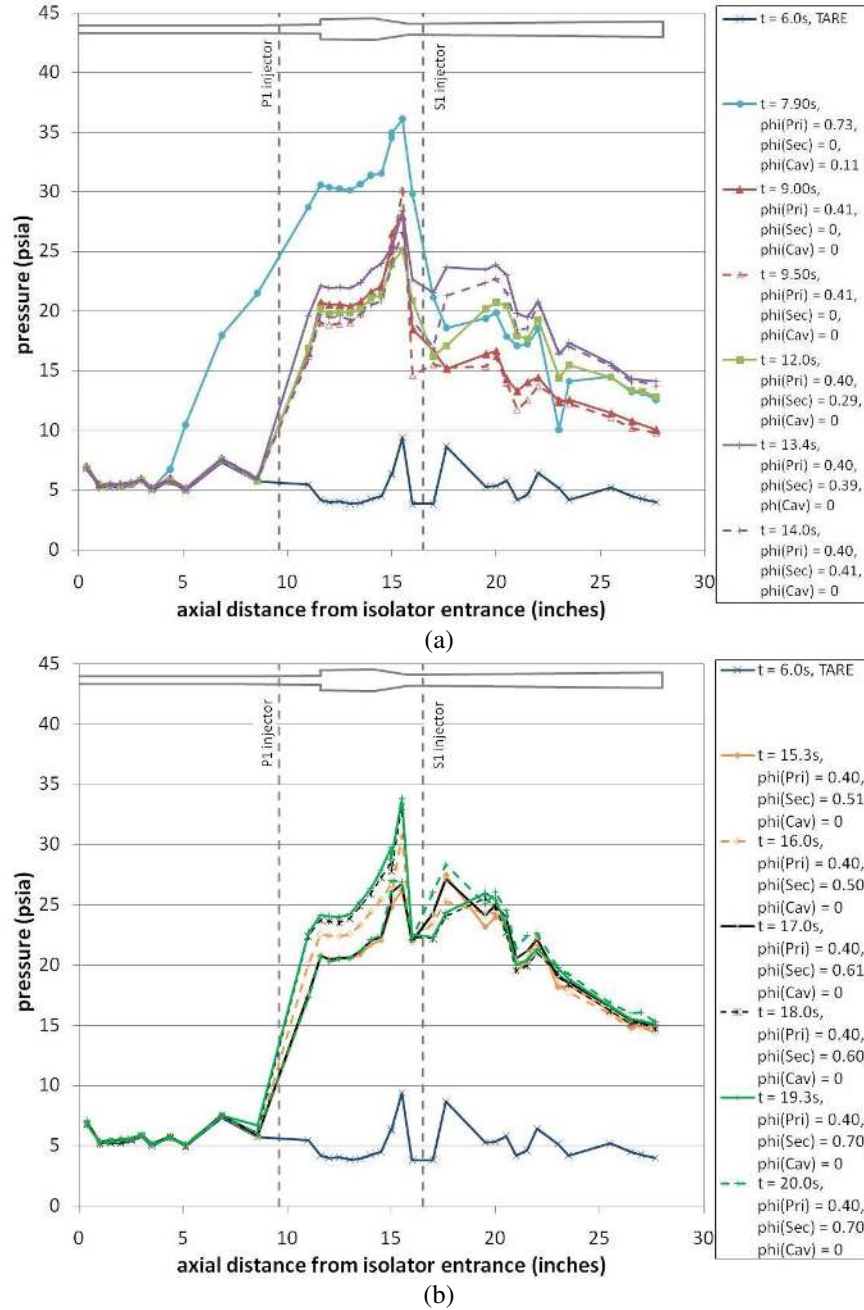 45
40
35
30
25
20
15
10
5
0
pressure (psia)
P1 injector
S1 injector
0 5 10 15 20 25 30
axial distance from isolator entrance (inches)
t = 6.0s, TARE
t = 7.90s,
phi(Pri) = 0.73,
phi(Sec) = 0,
phi(Cav) = 0.11
t = 9.00s,
phi(Pri) = 0.41,
phi(Sec) = 0,
phi(Cav) = 0
t = 9.50s,
phi(Pri) = 0.41,
phi(Sec) = 0,
phi(Cav) = 0
t = 12.0s,
phi(Pri) = 0.40,
phi(Sec) = 0.29,
phi(Cav) = 0
t = 13.4s,
phi(Pri) = 0.40,
phi(Sec) = 0.39,
phi(Cav) = 0
t = 14.0s,
phi(Pri) = 0.40,
phi(Sec) = 0.41,
phi(Cav) = 0
(a)
45
40
35
30
25
20
15
10
5
0
pressure (psia)
P1 injector
S1 injector
0 5 10 15 20 25 30
axial distance from isolator entrance (inches)
t = 6.0s, TARE
t = 15.3s,
phi(Pri) = 0.40,
phi(Sec) = 0.51
phi(Cav) = 0
t = 16.0s,
phi(Pri) = 0.40,
phi(Sec) = 0.50
phi(Cav) = 0
t = 17.0s,
phi(Pri) = 0.40,
phi(Sec) = 0.61
phi(Cav) = 0
t = 18.0s,
phi(Pri) = 0.40,
phi(Sec) = 0.60
phi(Cav) = 0
t = 19.3s,
phi(Pri) = 0.40,
phi(Sec) = 0.70
phi(Cav) = 0
t = 20.0s,
phi(Pri) = 0.40,
phi(Sec) = 0.70
phi(Cav) = 0
(b)